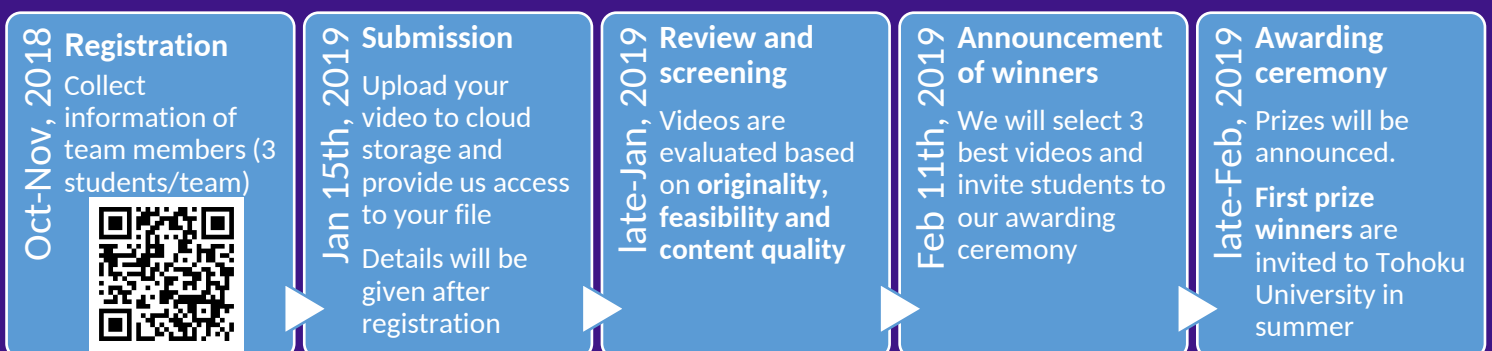 Oct-Nov, 2018
Registration
Collect
information of
team members (3
students/team)
Jan 15th, 2019
Submission
Upload your
video to cloud
storage and
provide us access
to your file
Details will be
given after
registration
late-Jan, 2019
Review and
screening
Videos are
evaluated based
on originality,
feasibility and
content quality
Feb 11th, 2019
Announcement
of winners
We will select 3
best videos and
invite students to
our awarding
ceremony
late-Feb, 2019
Awarding
ceremony
Prizes will be
announced.
First prize
winners are
invited to Tohoku
University in
summer